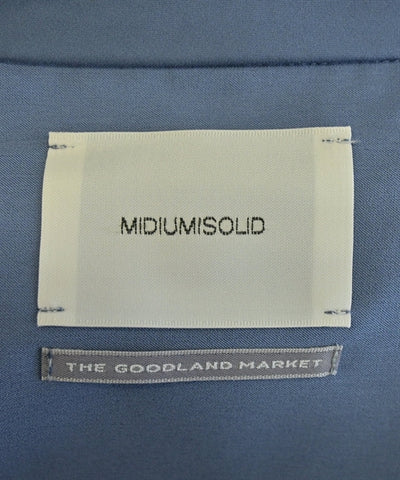 MIDIUMISOLID
THE GOODLAND MARKET